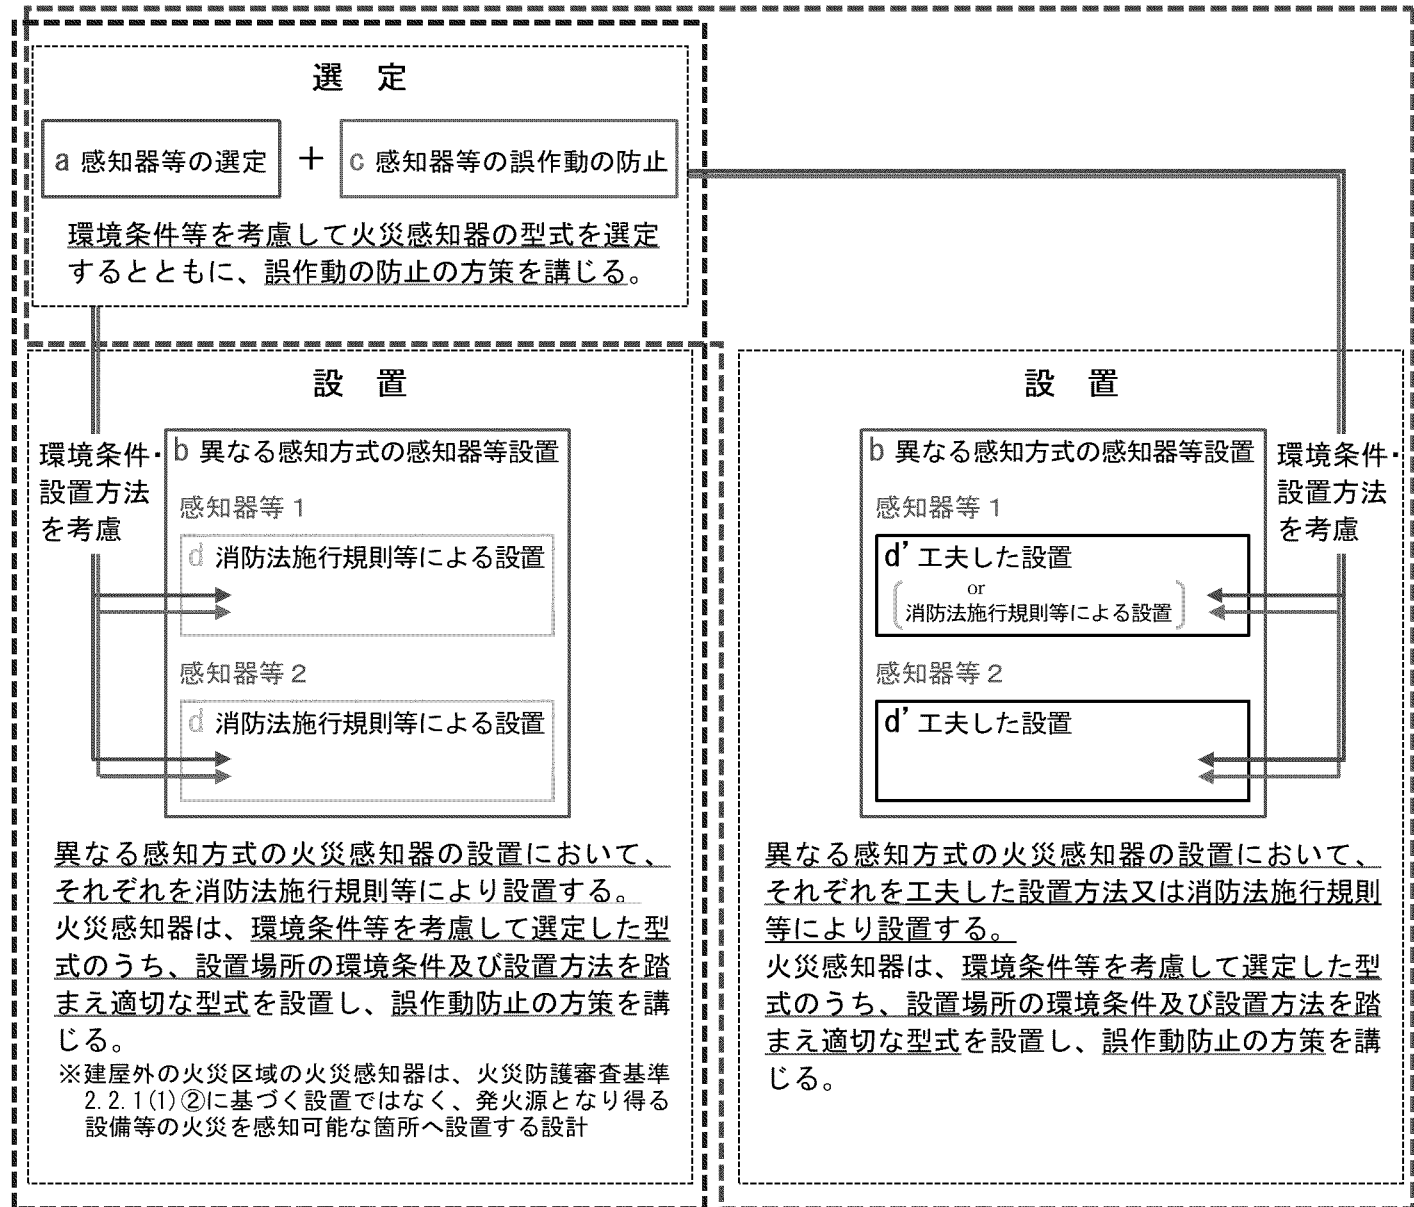 選 定
a 感知器等の選定 + c 感知器等の誤作動の防止
環境条件等を考慮して火災感知器の型式を選定
するとともに、誤作動の防止の方策を講じる。
設 置
環境条件・
設置方法
を考慮
b 異なる感知方式の感知器等設置
感知器等1
d 消防法施行規則等による設置
感知器等2
d 消防法施行規則等による設置
異なる感知方式の火災感知器の設置において、
それぞれを消防法施行規則等により設置する。
火災感知器は、環境条件等を考慮して選定した型
式のうち、設置場所の環境条件及び設置方法を踏
まえ適切な型式を設置し、誤作動防止の方策を講
じる。
※建屋外の火災区域の火災感知器は、火災防護審査基準
2.2.1(1)②に基づく設置ではなく、発火源となり得る
設備等の火災を感知可能な箇所へ設置する設計
設 置
b 異なる感知方式の感知器等設置
環境条件・
設置方法
を考慮
感知器等1
d’工夫した設置
or
消防法施行規則等による設置
感知器等2
d’工夫した設置
異なる感知方式の火災感知器の設置において、
それぞれを工夫した設置方法又は消防法施行規則
等により設置する。
火災感知器は、環境条件等を考慮して選定した型
式のうち、設置場所の環境条件及び設置方法を踏
まえ適切な型式を設置し、誤作動防止の方策を講
じる。